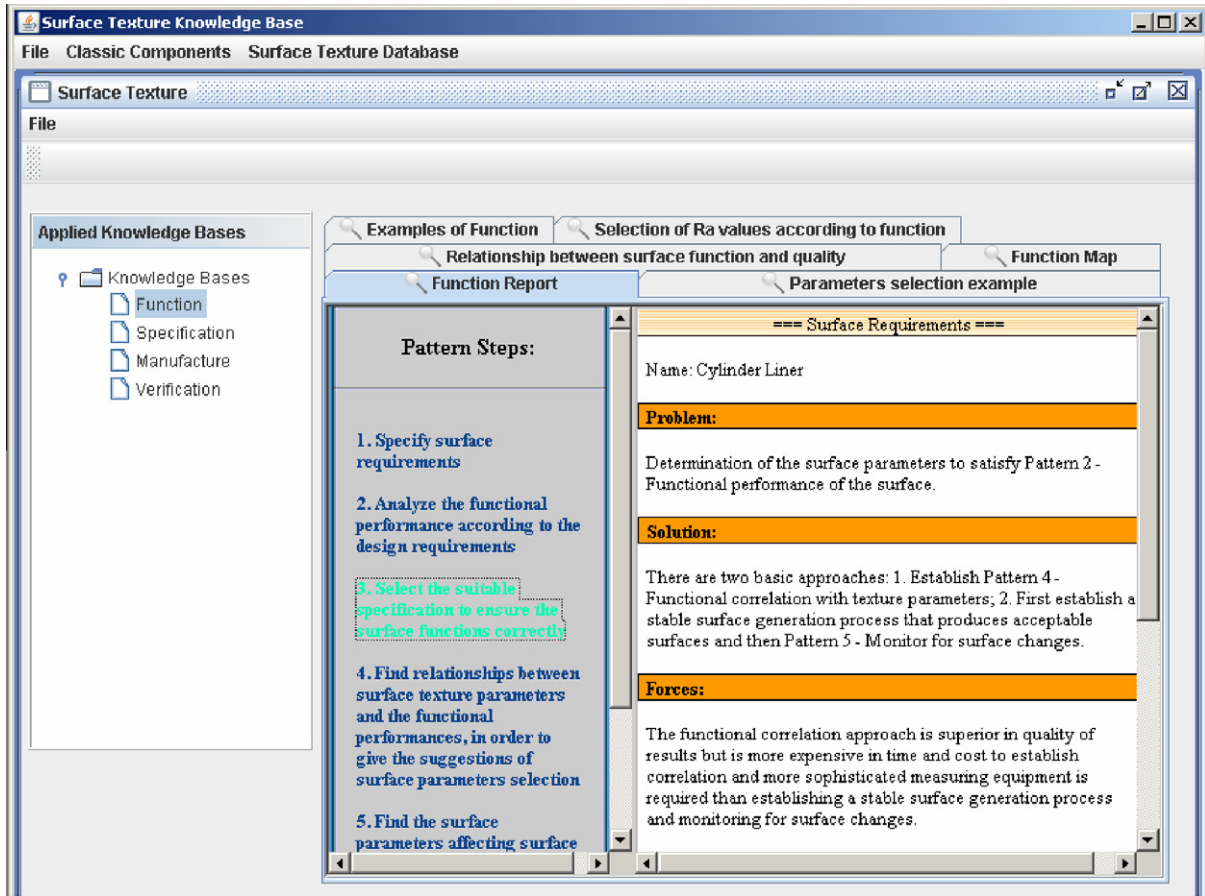 Surface Texture Knowledge Base
File Classic Components Surface Texture Database
Surface Texture
File
Applied Knowledge Bases
Knowledge Bases
Function
Specification
Manufacture
Verification
Examples of Function
Selection of Ra values according to function
Relationship between surface function and quality
Function Map
Function Report
Parameters selection example
Pattern Steps:
1. Specify surface
requirements
2. Analyze the functional
performance according to the
design requirements
3. Select the suitable
specification to ensure the
surface functions correctly
4. Find relationships between
surface texture parameters
and the functional
performances, in order to
give the suggestions of
surface parameters selection
5. Find the surface
parameters affecting surface
=== Surface Requirements ===
Name: Cylinder Liner
Problem:
Determination of the surface parameters to satisfy Pattern 2 -
Functional performance of the surface.
Solution:
There are two basic approaches: 1. Establish Pattern 4 -
Functional correlation with texture parameters; 2. First establish a
stable surface generation process that produces acceptable
surfaces and then Pattern 5 - Monitor for surface changes.
Forces:
The functional correlation approach is superior in quality of
results but is more expensive in time and cost to establish
correlation and more sophisticated measuring equipment is
required than establishing a stable surface generation process
and monitoring for surface changes.